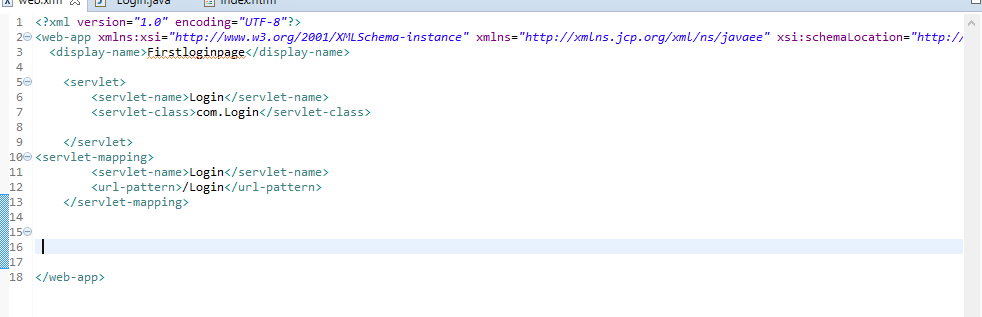 web.xml Login.java index.html
1 <?xml version="1.0" encoding="UTF-8"?>
2 <web-app xmlns:xsi="http://www.w3.org/2001/XMLSchema-instance" xmlns="http://xmlns.jcp.org/xml/ns/javaee" xsi:schemaLocation="http://
3 <display-name>Firstloginpage</display-name>
4
5 <servlet>
6 <servlet-name>Login</servlet-name>
7 <servlet-class>com.Login</servlet-class>
8
9 </servlet>
10 <servlet-mapping>
11 <servlet-name>Login</servlet-name>
12 <url-pattern>/Login</url-pattern>
13 </servlet-mapping>
14
15
16
17
18 </web-app>